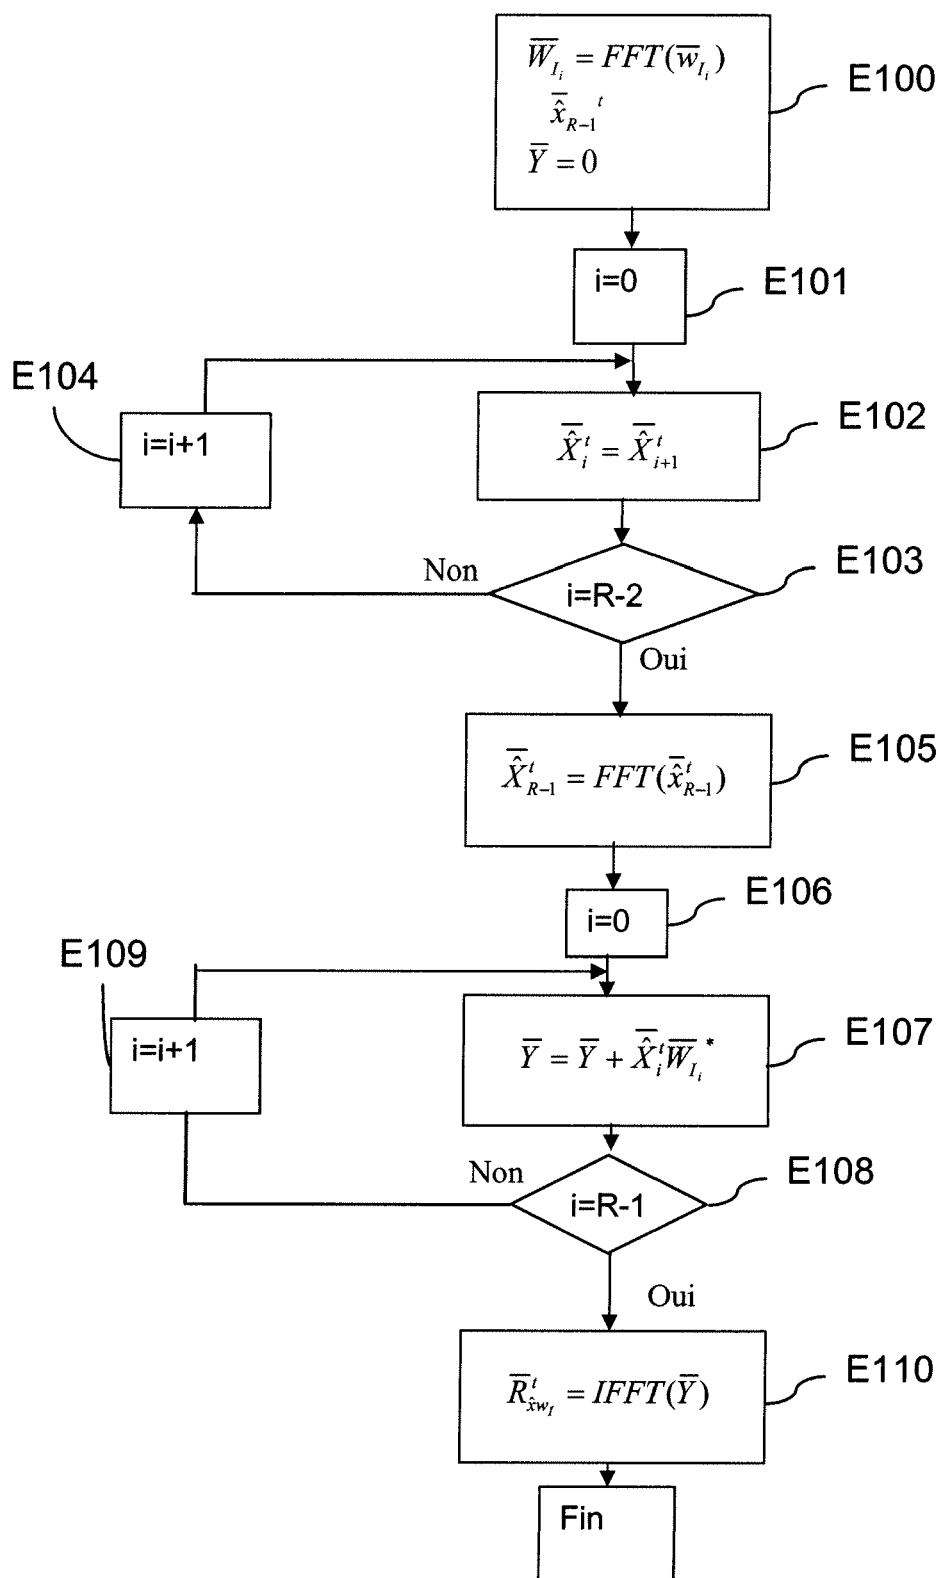 W̅_{I_i} = FFT(w̅_{I_i})
E100
x̂̅_{R-1}^t
Y̅ = 0
i=0
E101
E104
i=i+1
X̂̅_i^t = X̂̅_{i+1}^t
E102
Non
i=R-2
E103
Oui
X̂̅_{R-1}^t = FFT(x̂̅_{R-1}^t)
E105
i=0
E106
E109
i=i+1
Y̅ = Y̅ + X̂̅_i^t W̅_{I_i}^*
E107
Non
i=R-1
E108
Oui
R̅_{x̂w_I}^t = IFFT(Y̅)
E110
Fin